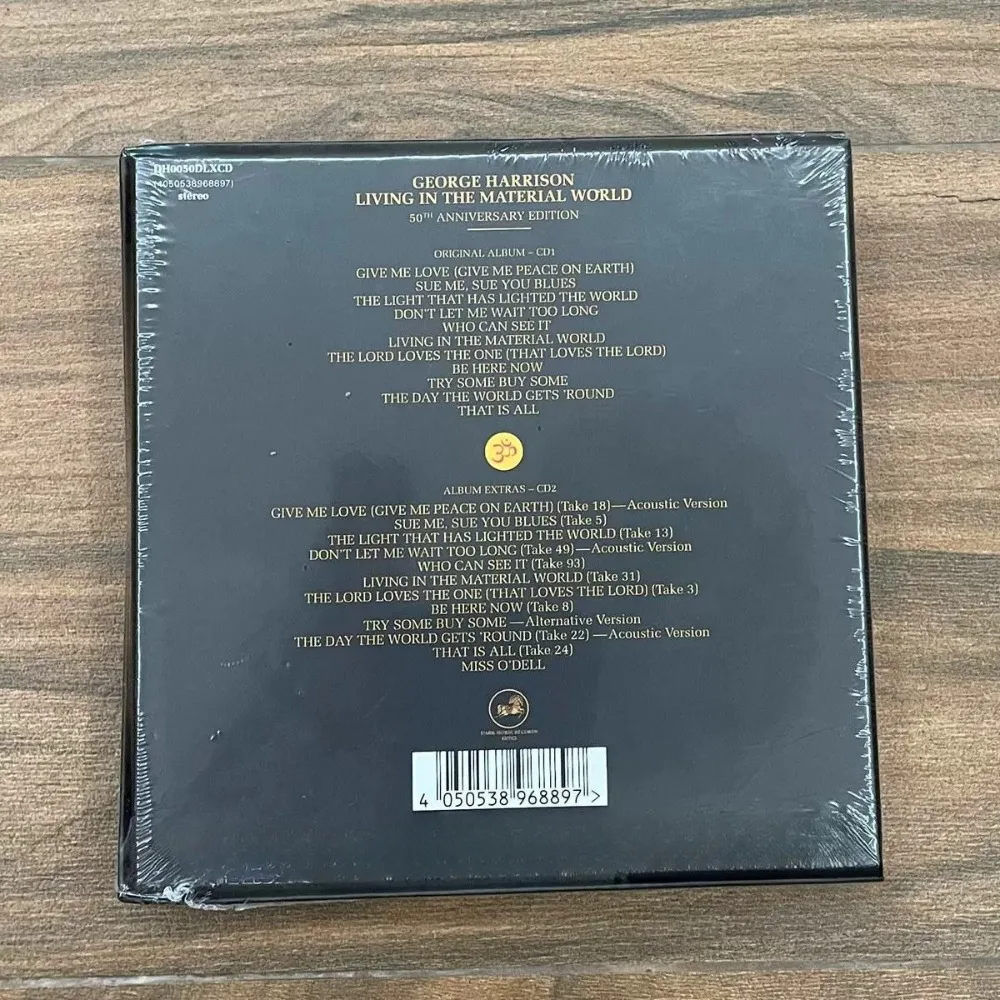 DH0050DLXCD
(4050538968897)
stereo
GEORGE HARRISON
LIVING IN THE MATERIAL WORLD
50TH ANNIVERSARY EDITION
ORIGINAL ALBUM – CD1
GIVE ME LOVE (GIVE ME PEACE ON EARTH)
SUE ME, SUE YOU BLUES
THE LIGHT THAT HAS LIGHTED THE WORLD
DON'T LET ME WAIT TOO LONG
WHO CAN SEE IT
LIVING IN THE MATERIAL WORLD
THE LORD LOVES THE ONE (THAT LOVES THE LORD)
BE HERE NOW
TRY SOME BUY SOME
THE DAY THE WORLD GETS 'ROUND
THAT IS ALL
ॐ
ALBUM EXTRAS – CD2
GIVE ME LOVE (GIVE ME PEACE ON EARTH) (Take 18)—Acoustic Version
SUE ME, SUE YOU BLUES (Take 5)
THE LIGHT THAT HAS LIGHTED THE WORLD (Take 13)
DON'T LET ME WAIT TOO LONG (Take 49)—Acoustic Version
WHO CAN SEE IT (Take 93)
LIVING IN THE MATERIAL WORLD (Take 31)
THE LORD LOVES THE ONE (THAT LOVES THE LORD) (Take 3)
BE HERE NOW (Take 8)
TRY SOME BUY SOME—Alternative Version
THE DAY THE WORLD GETS 'ROUND (Take 22)—Acoustic Version
THAT IS ALL (Take 24)
MISS O'DELL
DARK HORSE RECORDS
4 050538 968897 >